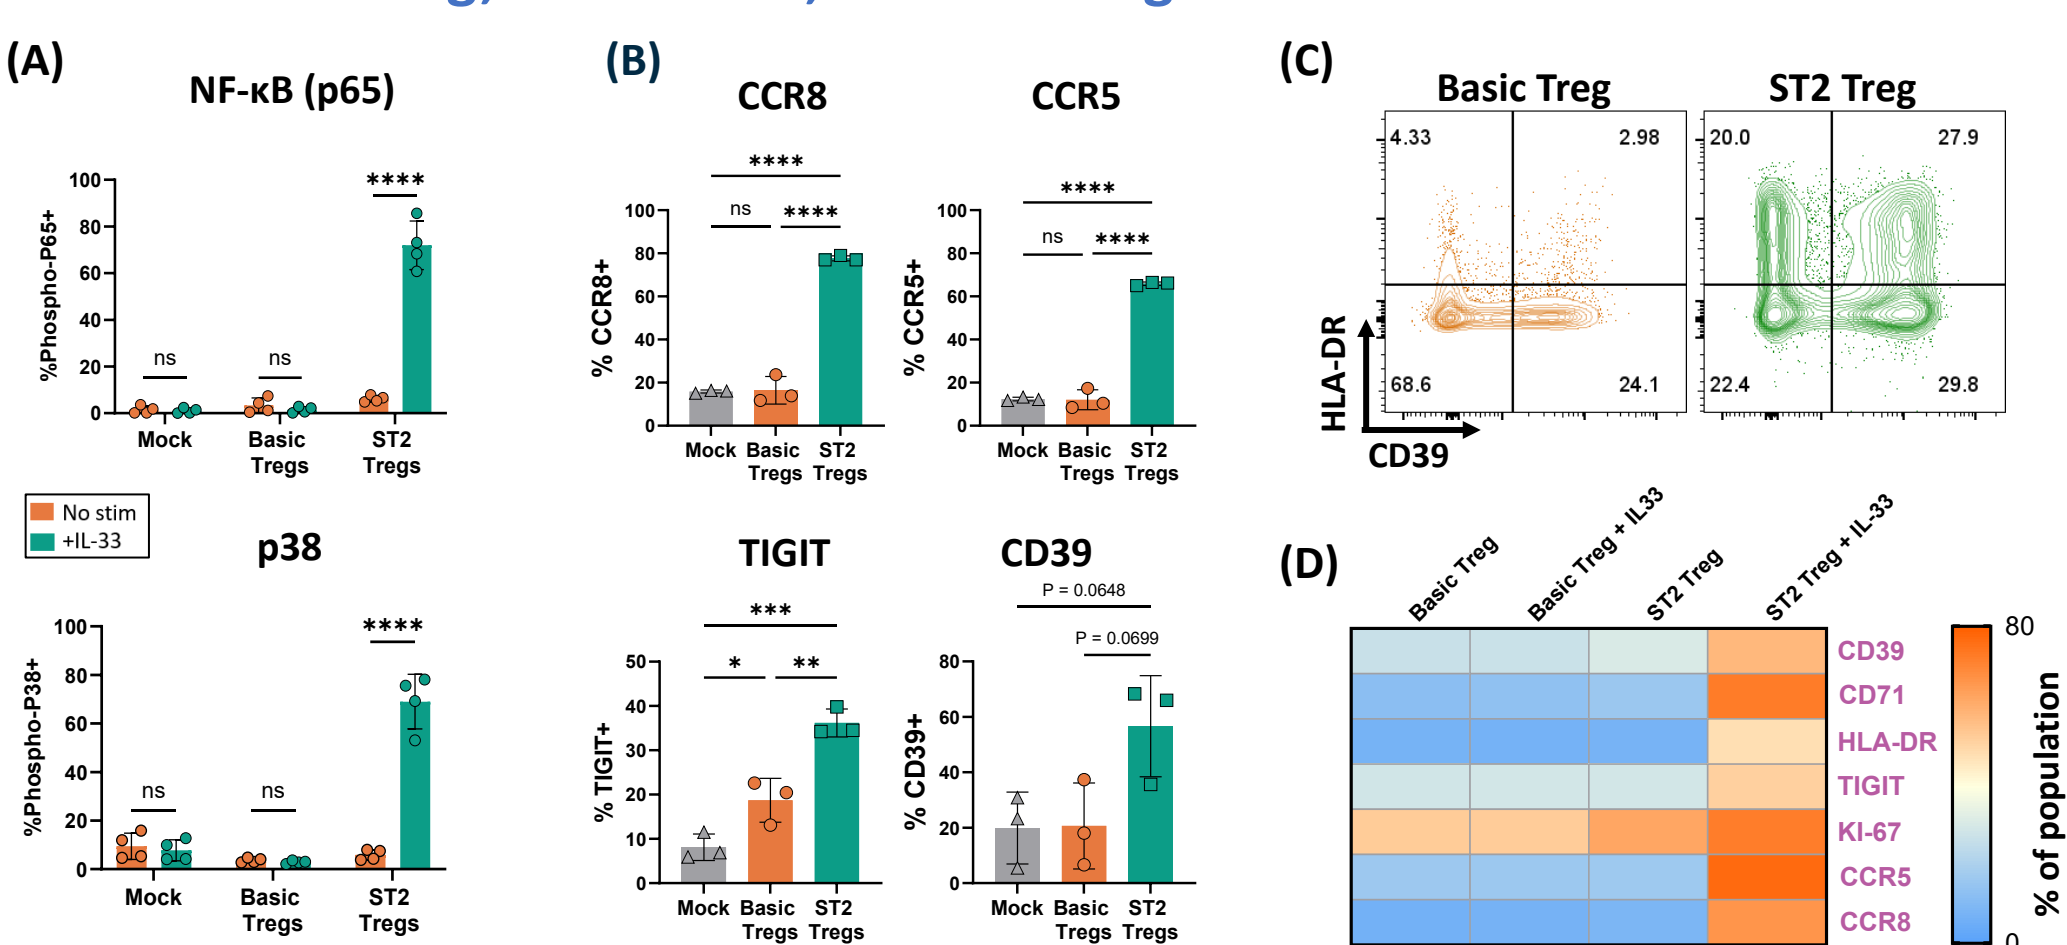 (A)
NF-κB (p65)
%Phospho-P65+
100
80
60
40
20
0
ns
ns
****
Mock
Basic Tregs
ST2 Tregs
No stim
+IL-33
p38
%Phospho-P38+
100
80
60
40
20
0
ns
ns
****
Mock
Basic Tregs
ST2 Tregs
(B)
CCR8
% CCR8+
100
80
60
40
20
0
****
ns
****
Mock
Basic Tregs
ST2 Tregs
CCR5
% CCR5+
100
80
60
40
20
0
****
ns
****
Mock
Basic Tregs
ST2 Tregs
TIGIT
% TIGIT+
50
40
30
20
10
0
***
*
**
Mock
Basic Tregs
ST2 Tregs
CD39
% CD39+
80
60
40
20
0
P = 0.0648
P = 0.0699
Mock
Basic Tregs
ST2 Tregs
(C)
Basic Treg
4.33
2.98
68.6
24.1
ST2 Treg
20.0
27.9
22.4
29.8
HLA-DR
CD39
(D)
Basic Treg
Basic Treg + IL33
ST2 Treg
ST2 Treg + IL-33
CD39
CD71
HLA-DR
TIGIT
KI-67
CCR5
CCR8
80
0
% of population